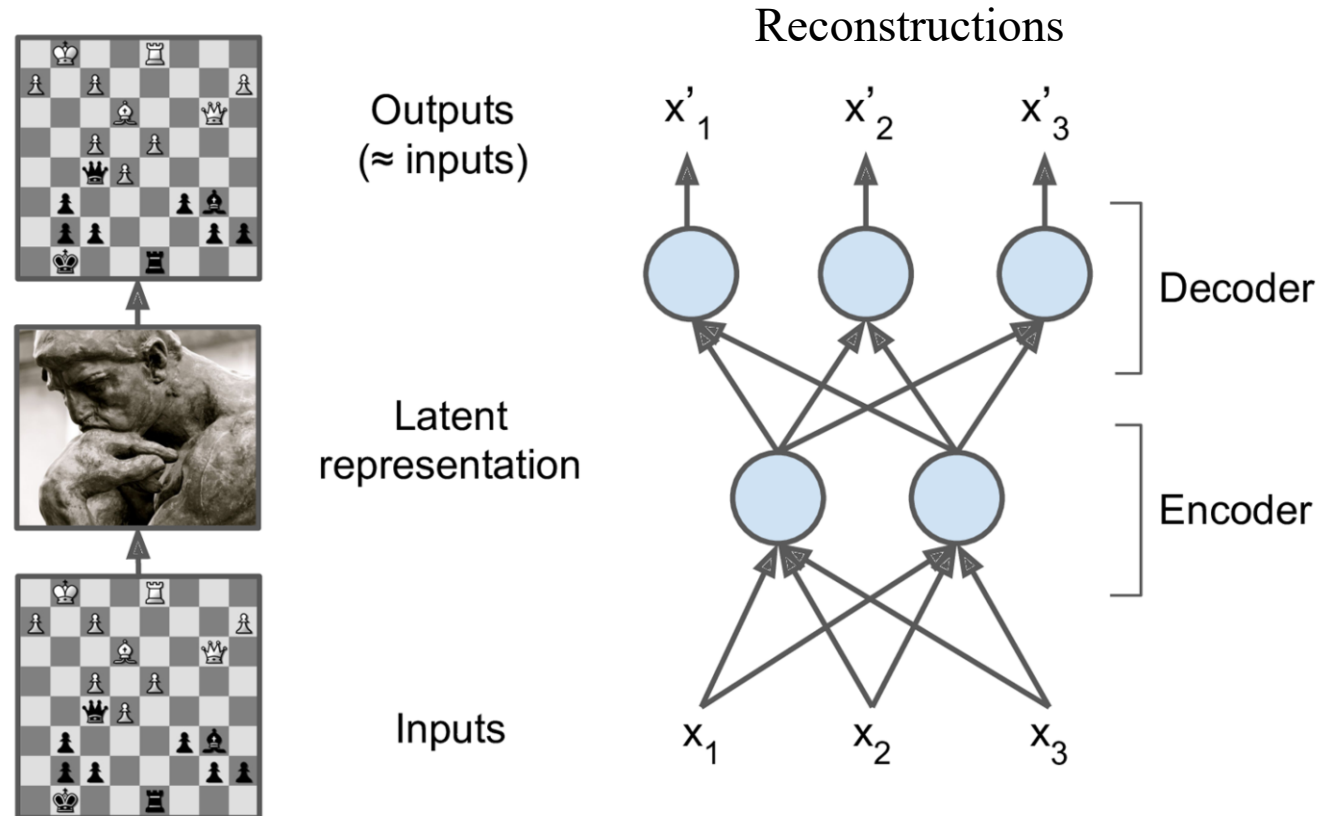 Reconstructions
Outputs
(≈ inputs)
x’1
x’2
x’3
Decoder
Latent
representation
Encoder
Inputs
x1
x2
x3